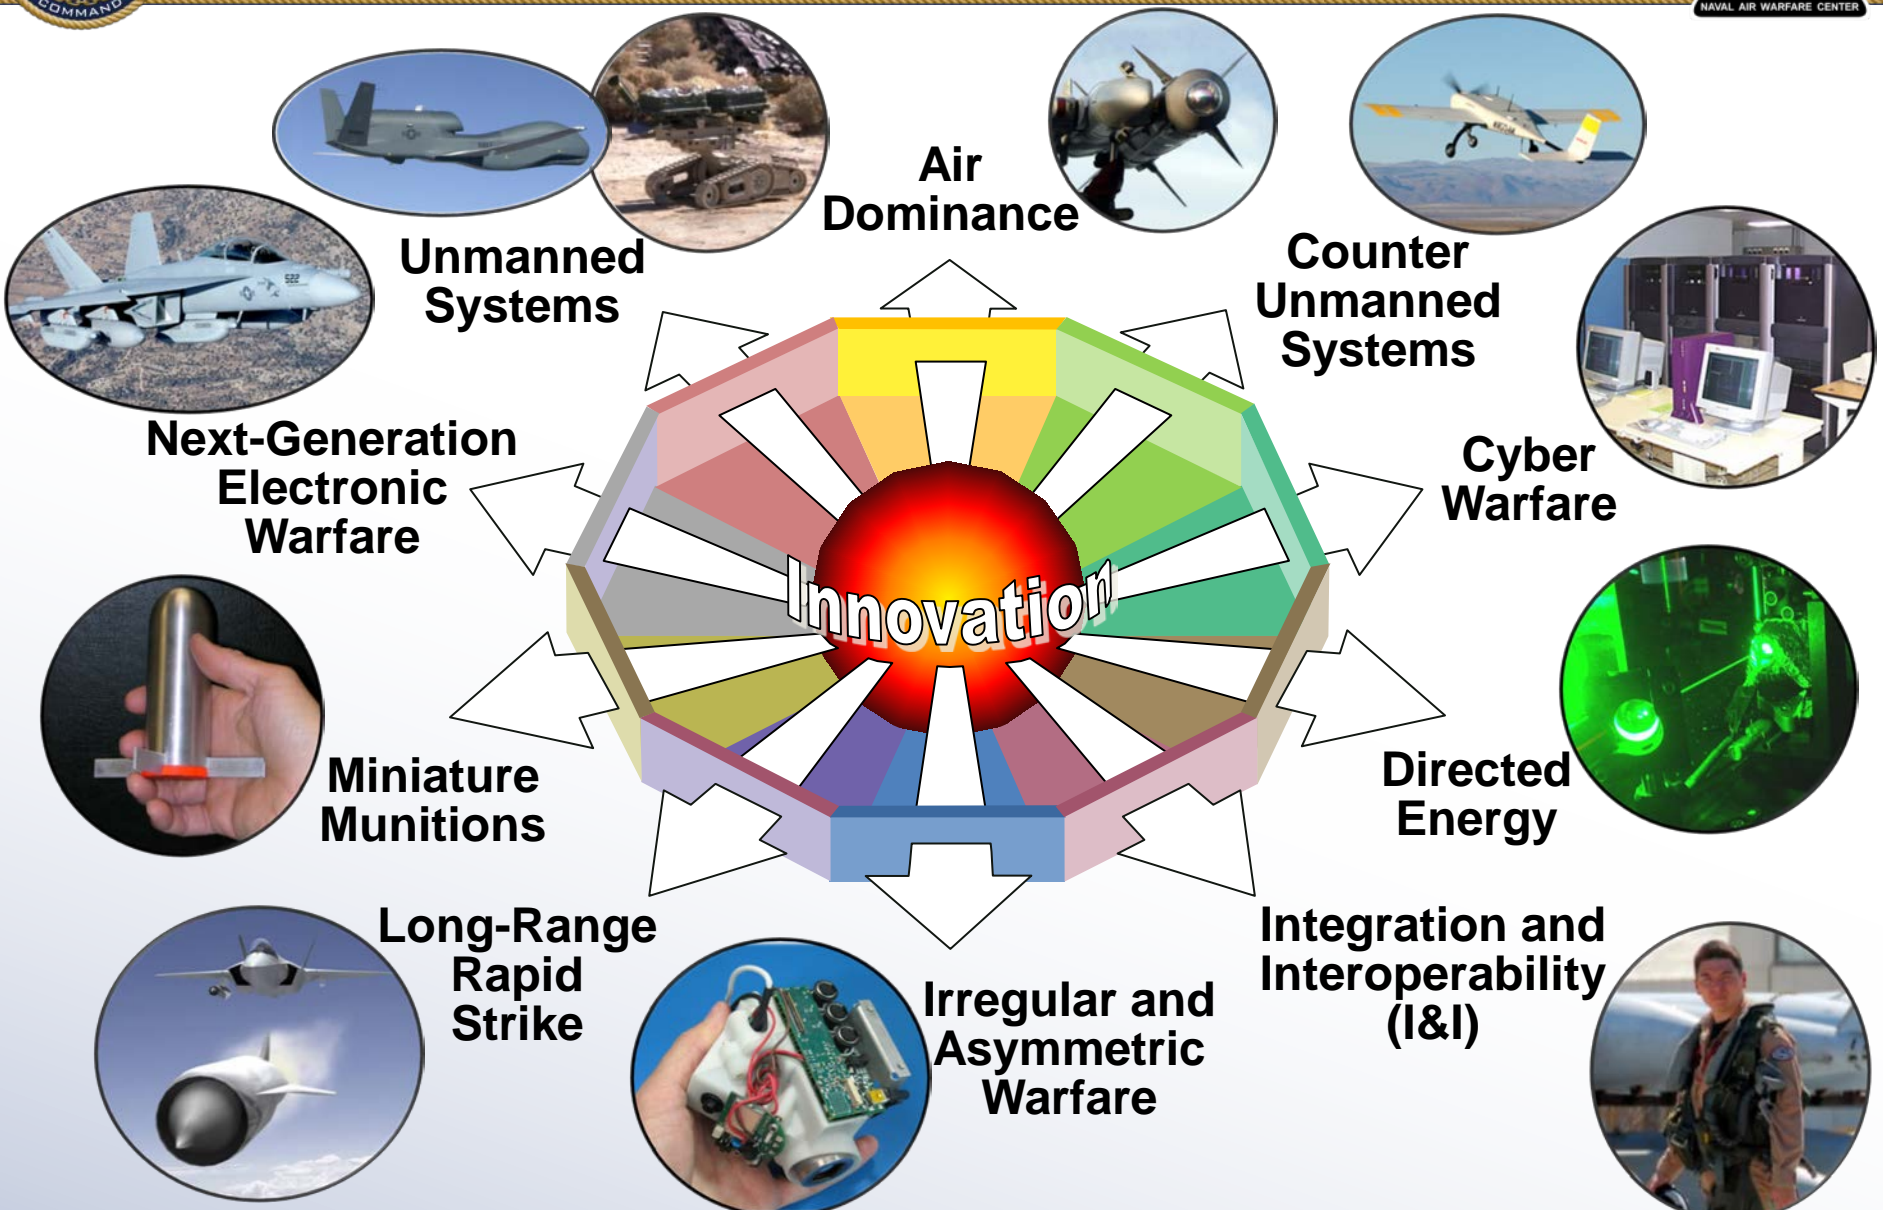 COMMAND
NAVAL AIR WARFARE CENTER
Air
Dominance
Unmanned
Systems
Counter
Unmanned
Systems
522
Next-Generation
Electronic
Warfare
Cyber
Warfare
Innovation
Miniature
Munitions
Directed
Energy
Long-Range
Rapid
Strike
Integration and
Interoperability
(I&I)
Irregular and
Asymmetric
Warfare